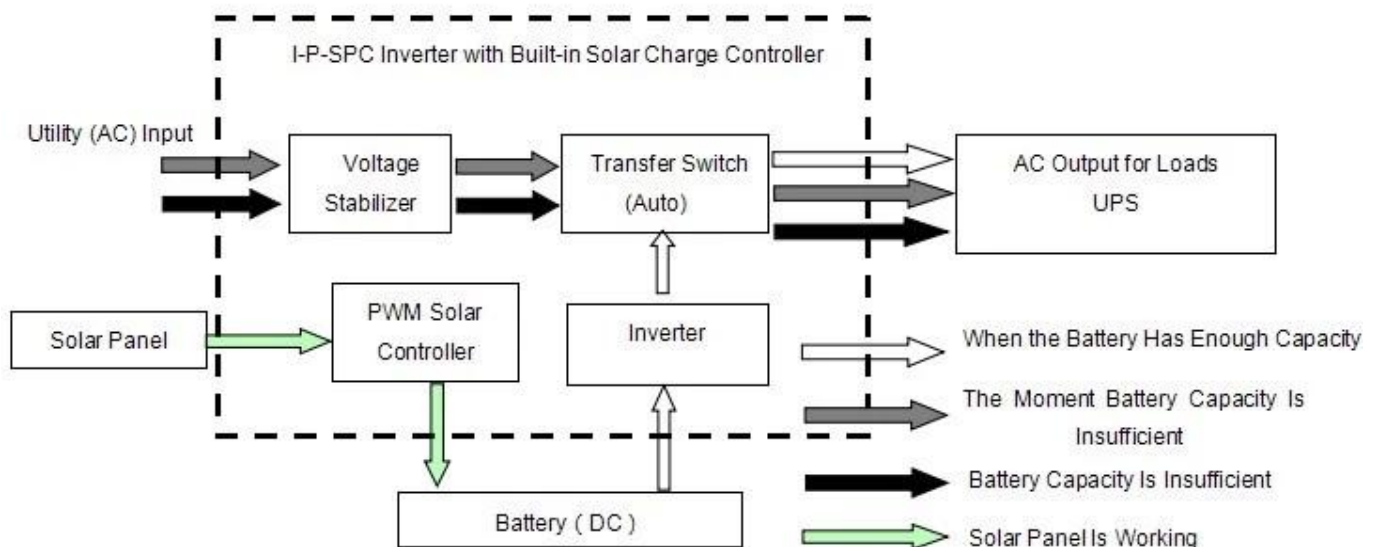 I-P-SPC Inverter with Built-in Solar Charge Controller
Utility (AC) Input
Voltage
Stabilizer
Transfer Switch
(Auto)
AC Output for Loads
UPS
Solar Panel
PWM Solar
Controller
Inverter
Battery ( DC )
When the Battery Has Enough Capacity
The Moment Battery Capacity Is
Insufficient
Battery Capacity Is Insufficient
Solar Panel Is Working